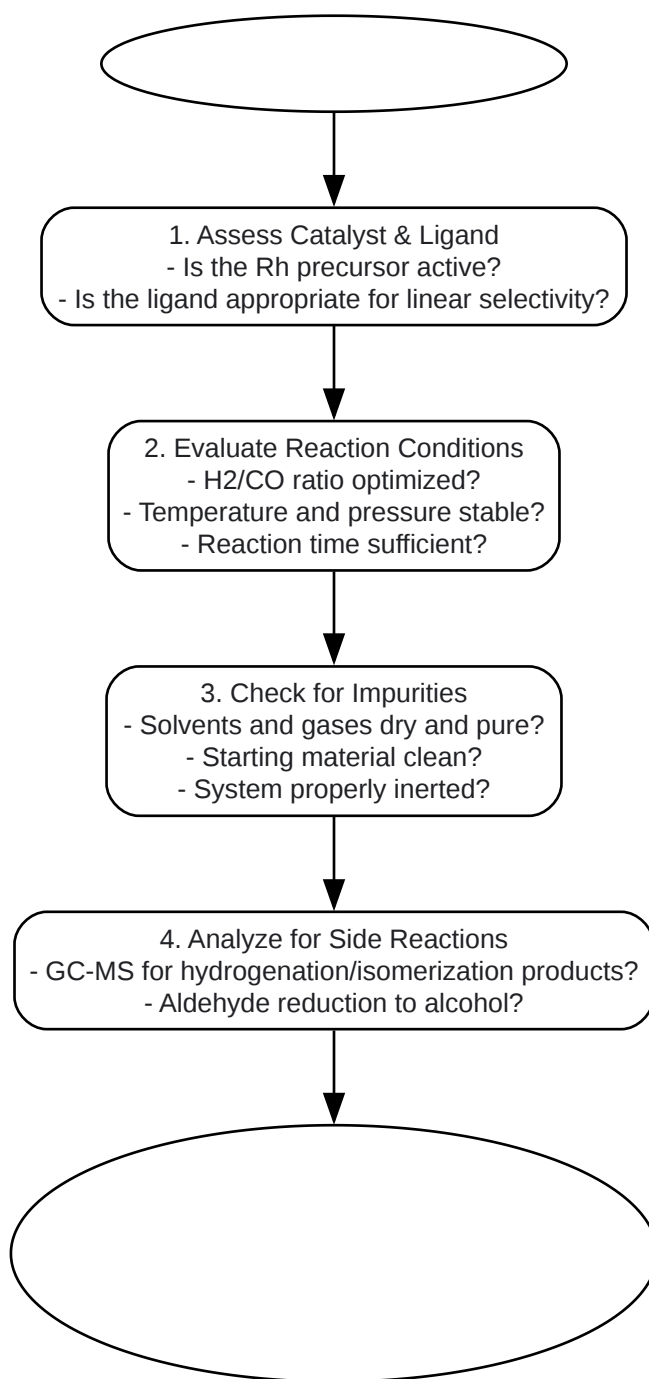 1. Assess Catalyst & Ligand
- Is the Rh precursor active?
- Is the ligand appropriate for linear selectivity?
2. Evaluate Reaction Conditions
- H2/CO ratio optimized?
- Temperature and pressure stable?
- Reaction time sufficient?
3. Check for Impurities
- Solvents and gases dry and pure?
- Starting material clean?
- System properly inerted?
4. Analyze for Side Reactions
- GC-MS for hydrogenation/isomerization products?
- Aldehyde reduction to alcohol?